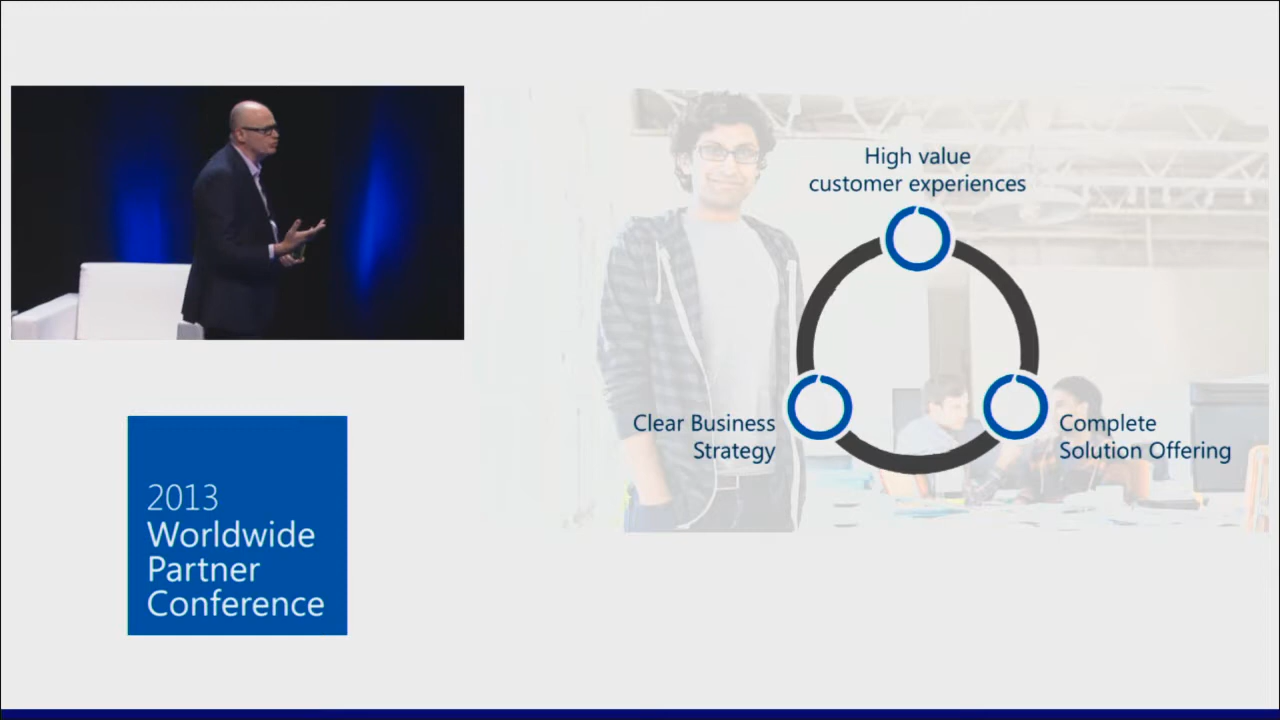 High value
customer experiences
Clear Business
Strategy
Complete
Solution Offering
2013
Worldwide
Partner
Conference